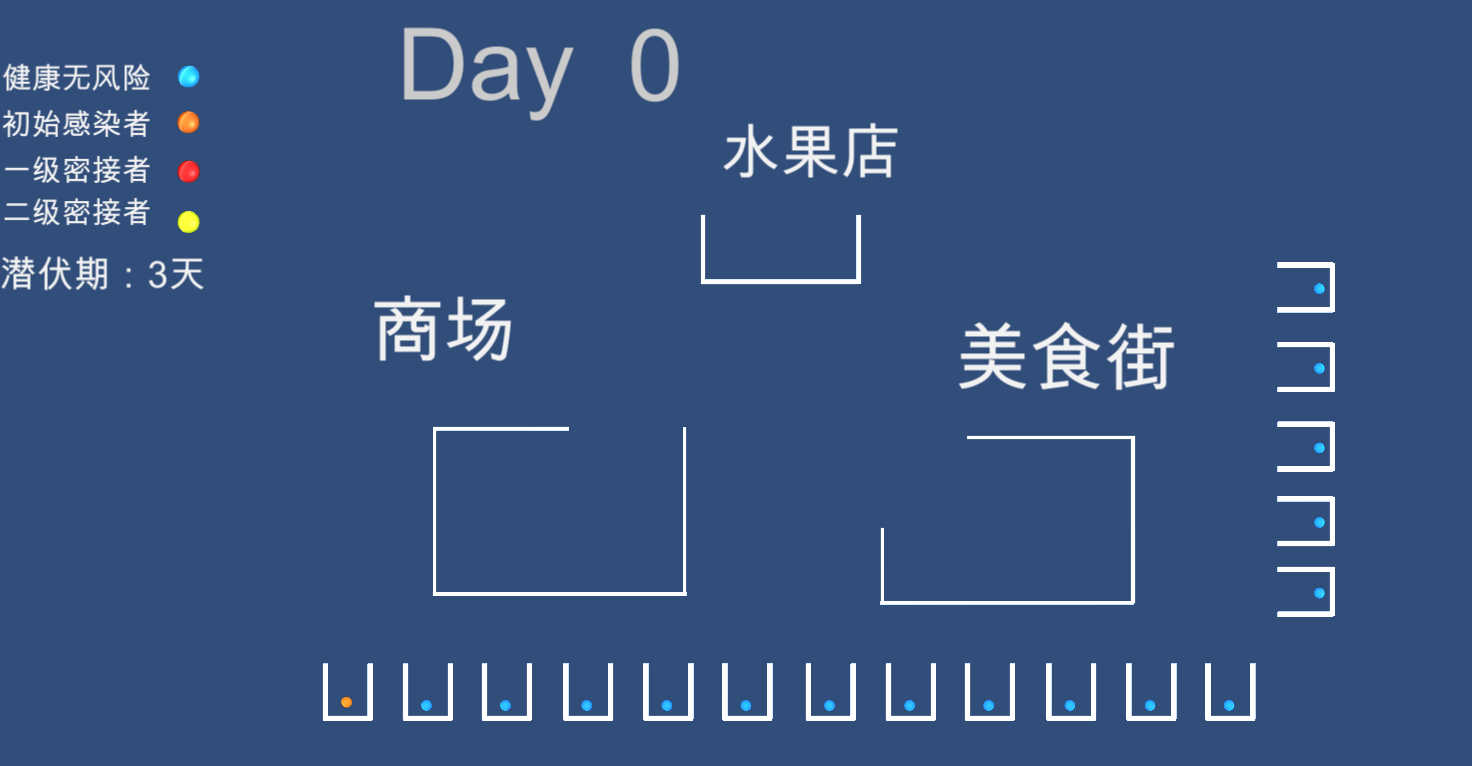 Day 0
健康无风险
初始感染者
一级密接者
二级密接者
潜伏期：3天
水果店
商场
美食街